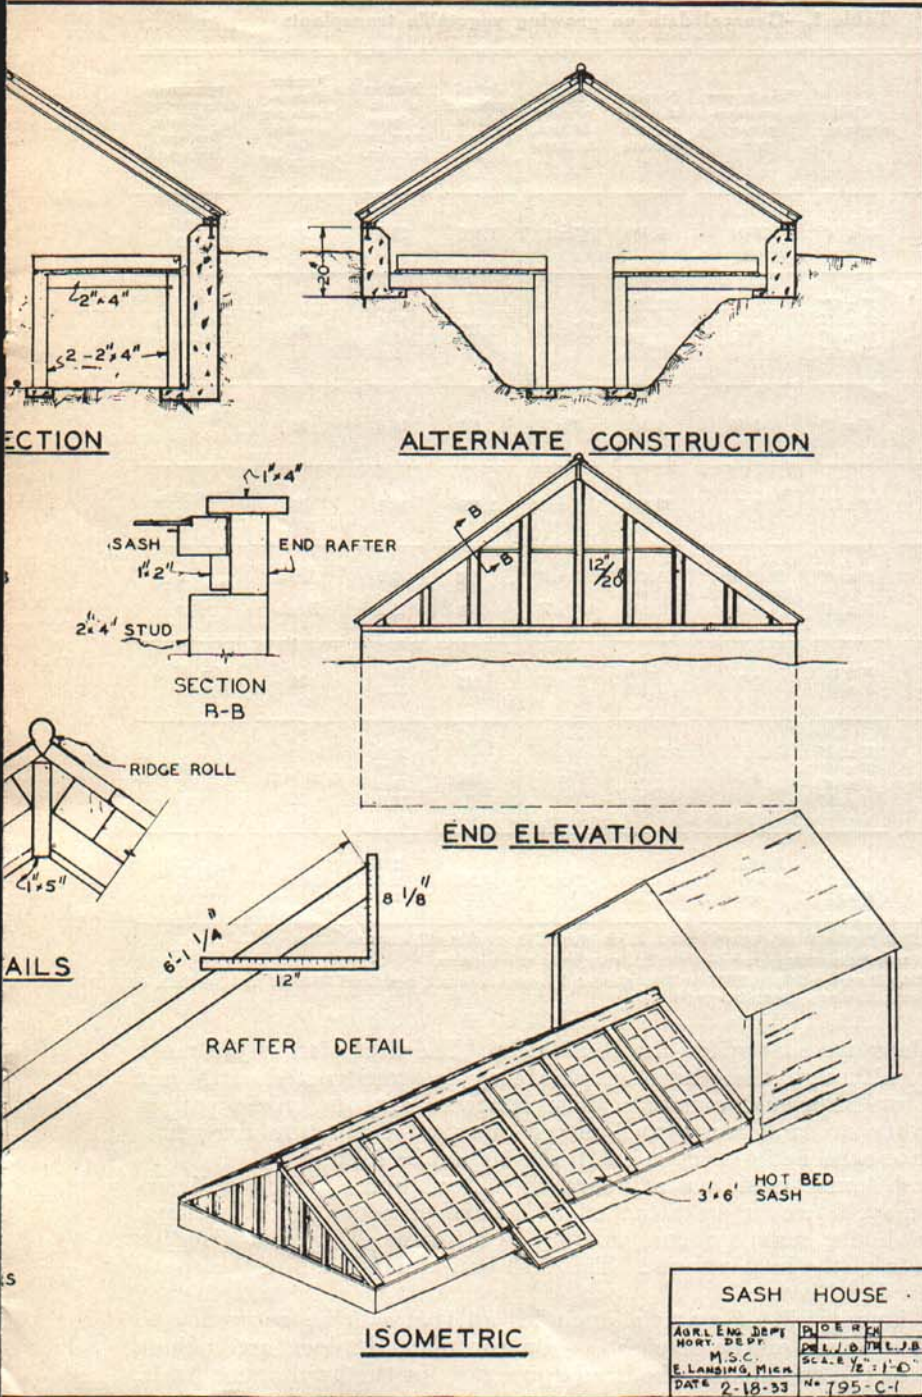 20"
2"x4"
2-2"x4"
ECTION
ALTERNATE CONSTRUCTION
1"x4"
SASH
END RAFTER
1"x2"
2"x4" STUD
SECTION
B-B
B
B
12"/20"
RIDGE ROLL
1"x5"
END ELEVATION
AILS
6'-1 1/4"
8 1/8"
12"
RAFTER DETAIL
3'x6' HOT BED
SASH
S
ISOMETRIC
SASH HOUSE
AGR'L ENG DEPT
HORT. DEPT.
M.S.C.
E. LANSING, MICH
DATE 2-18-33
DR L.J.B. TR L.J.B
SCALE 1/2" : 1'-0"
No 795-C-1